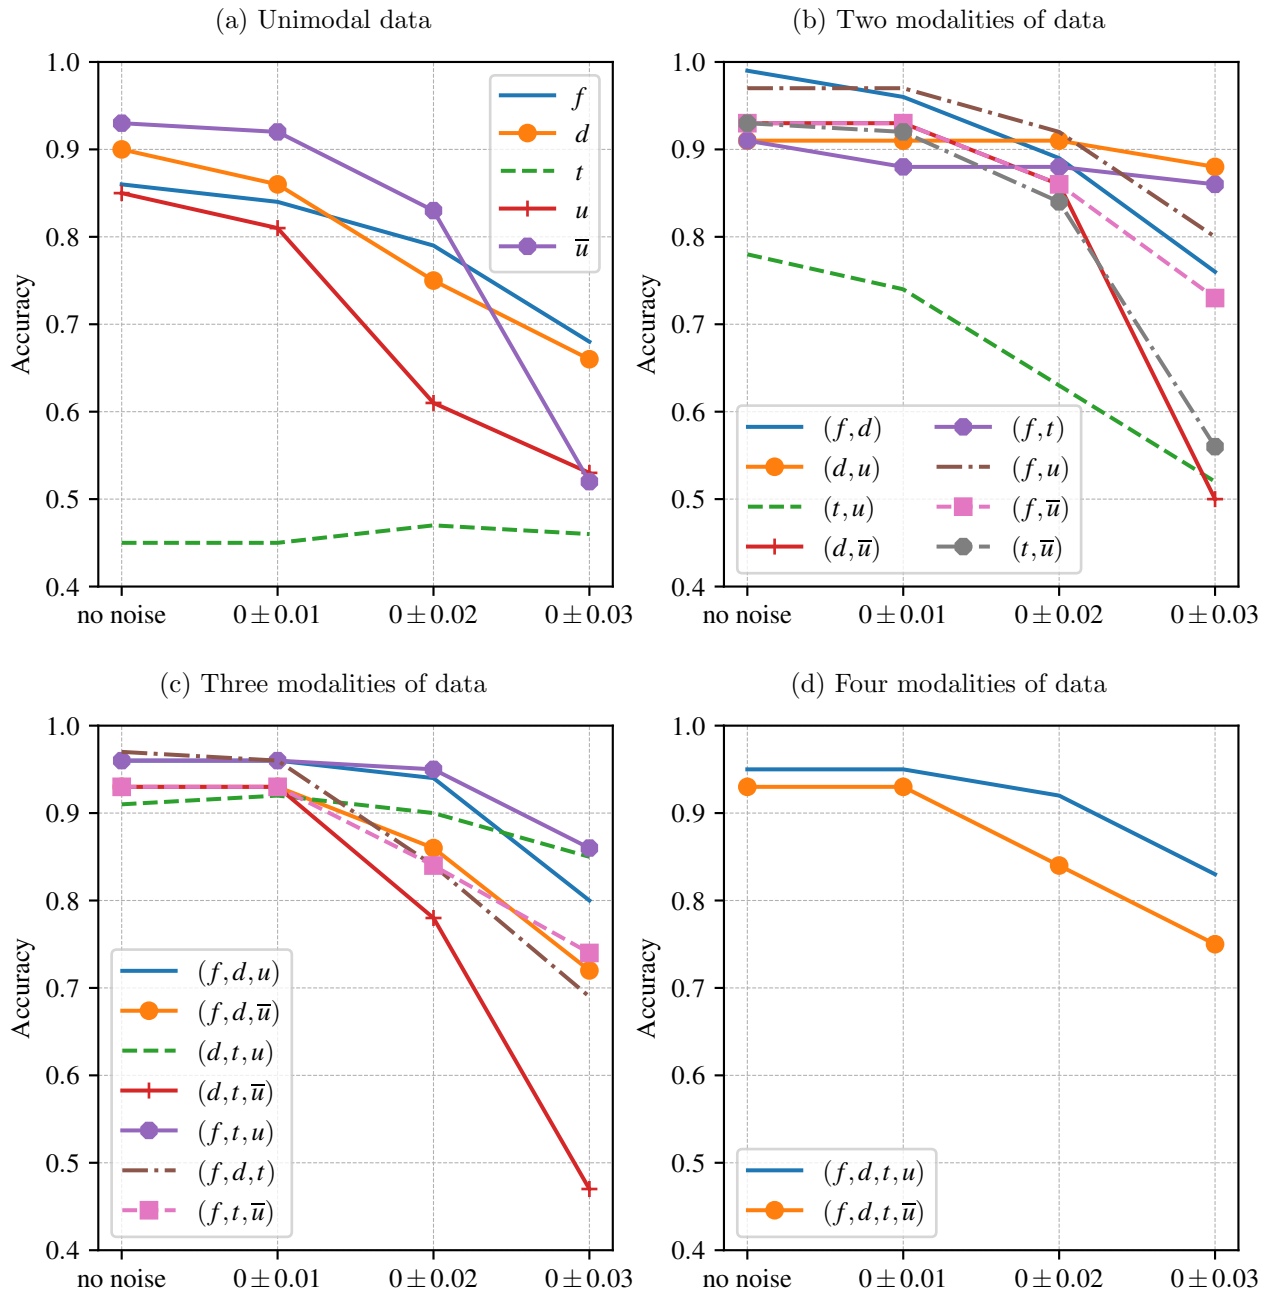 (a) Unimodal data
1.0
0.9
0.8
0.7
0.6
0.5
0.4
Accuracy
f
d
t
u
u̅
no noise 0±0.01 0±0.02 0±0.03
(b) Two modalities of data
1.0
0.9
0.8
0.7
0.6
0.5
0.4
Accuracy
(f,d) (f,t)
(d,u) (f,u)
(t,u) (f,u̅)
(d,u̅) (t,u̅)
no noise 0±0.01 0±0.02 0±0.03
(c) Three modalities of data
1.0
0.9
0.8
0.7
0.6
0.5
0.4
Accuracy
(f,d,u)
(f,d,u̅)
(d,t,u)
(d,t,u̅)
(f,t,u)
(f,d,t)
(f,t,u̅)
no noise 0±0.01 0±0.02 0±0.03
(d) Four modalities of data
1.0
0.9
0.8
0.7
0.6
0.5
0.4
Accuracy
(f,d,t,u)
(f,d,t,u̅)
no noise 0±0.01 0±0.02 0±0.03